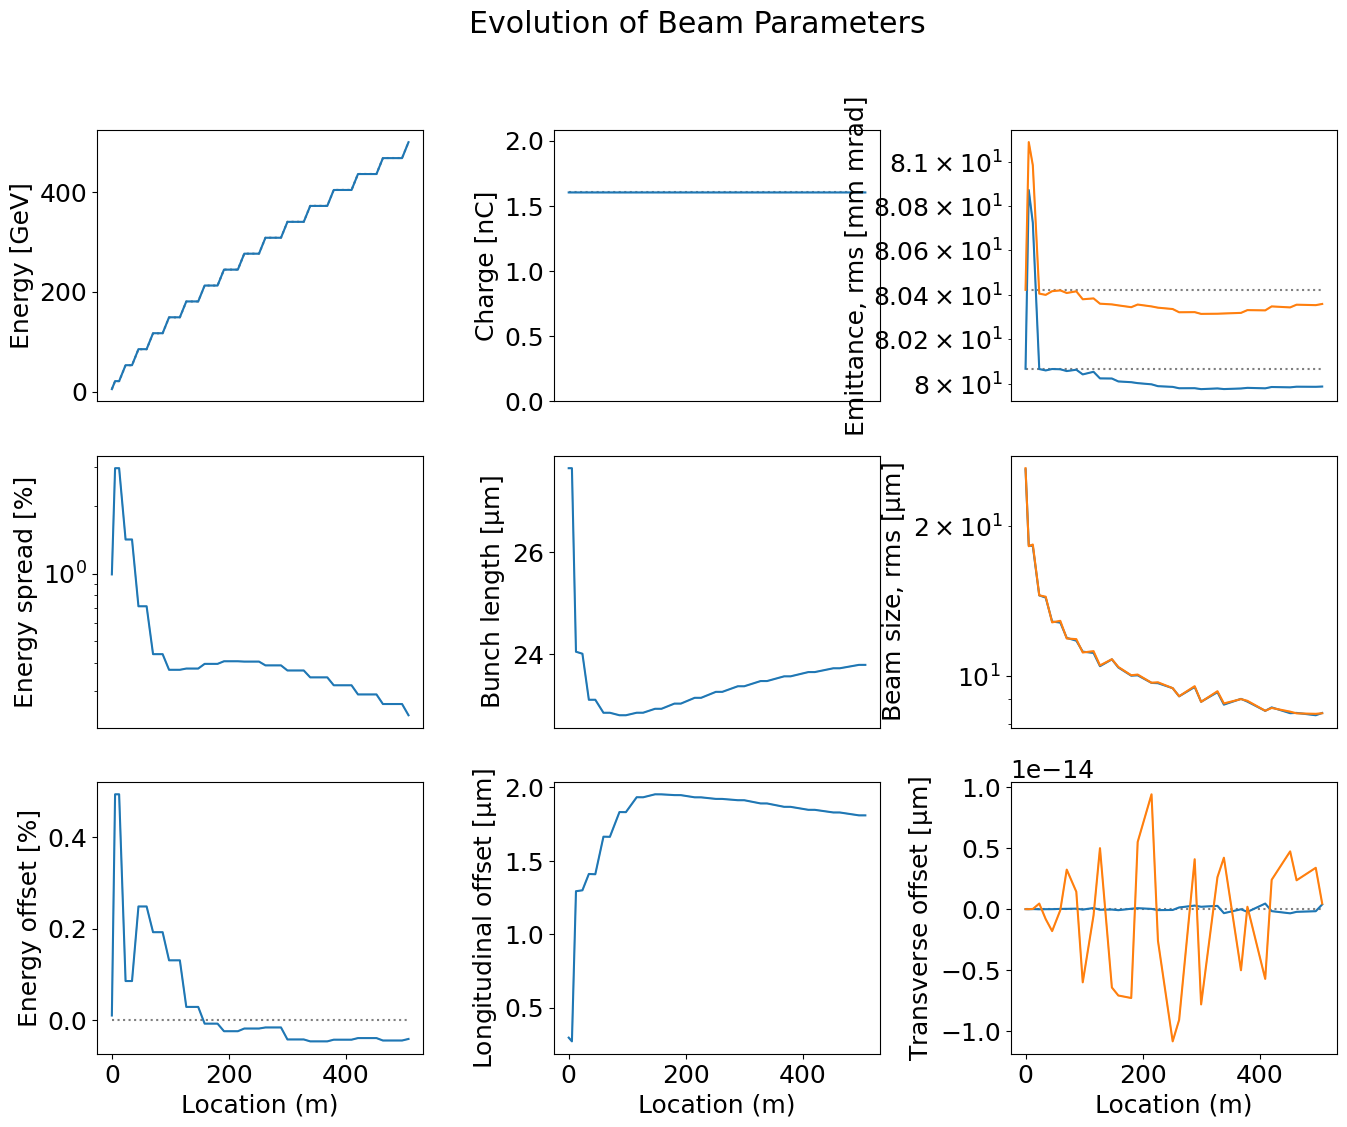 Evolution of Beam Parameters
Energy [GeV]
400
200
0
Charge [nC]
2.0
1.5
1.0
0.5
0.0
Emittance, rms [mm mrad]
8.1 × 10¹
8.08 × 10¹
8.06 × 10¹
8.04 × 10¹
8.02 × 10¹
8 × 10¹
Energy spread [%]
10⁰
Bunch length [μm]
26
24
Beam size, rms [μm]
2 × 10¹
10¹
Energy offset [%]
0.4
0.2
0.0
0 200 400
Location (m)
Longitudinal offset [μm]
2.0
1.5
1.0
0.5
0 200 400
Location (m)
Transverse offset [μm]
1e−14
1.0
0.5
0.0
−0.5
−1.0
0 200 400
Location (m)